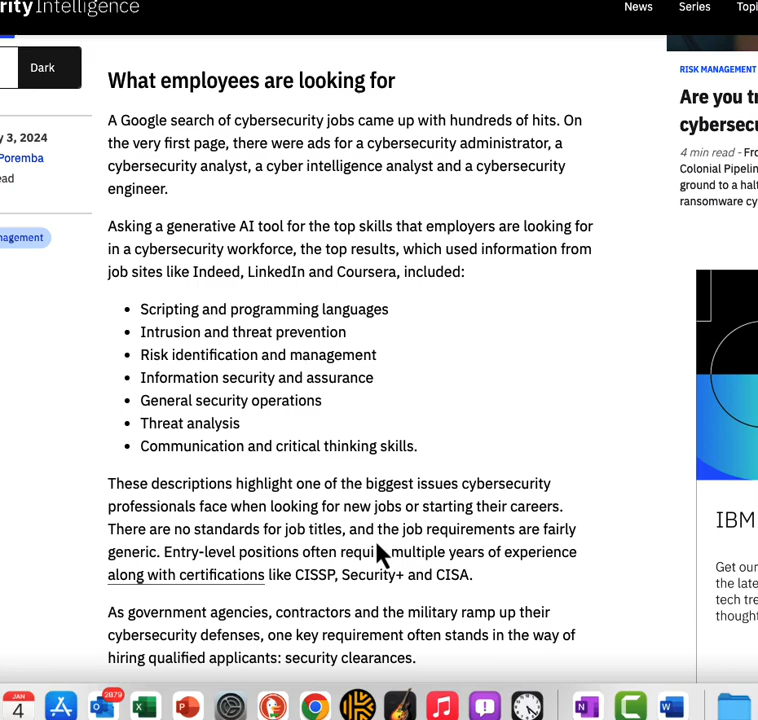 rity Intelligence
News Series Topi
Dark
y 3, 2024
Poremba
ead
nagement
What employees are looking for
A Google search of cybersecurity jobs came up with hundreds of hits. On
the very first page, there were ads for a cybersecurity administrator, a
cybersecurity analyst, a cyber intelligence analyst and a cybersecurity
engineer.
Asking a generative AI tool for the top skills that employers are looking for
in a cybersecurity workforce, the top results, which used information from
job sites like Indeed, LinkedIn and Coursera, included:
• Scripting and programming languages
• Intrusion and threat prevention
• Risk identification and management
• Information security and assurance
• General security operations
• Threat analysis
• Communication and critical thinking skills.
These descriptions highlight one of the biggest issues cybersecurity
professionals face when looking for new jobs or starting their careers.
There are no standards for job titles, and the job requirements are fairly
generic. Entry-level positions often requi multiple years of experience
along with certifications like CISSP, Security+ and CISA.
As government agencies, contractors and the military ramp up their
cybersecurity defenses, one key requirement often stands in the way of
hiring qualified applicants: security clearances.
RISK MANAGEMENT
Are you t
cybersecu
4 min read - Fro
Colonial Pipelin
ground to a halt
ransomware cy
IBM
Get our
the late
tech tre
though
JAN
4
2079